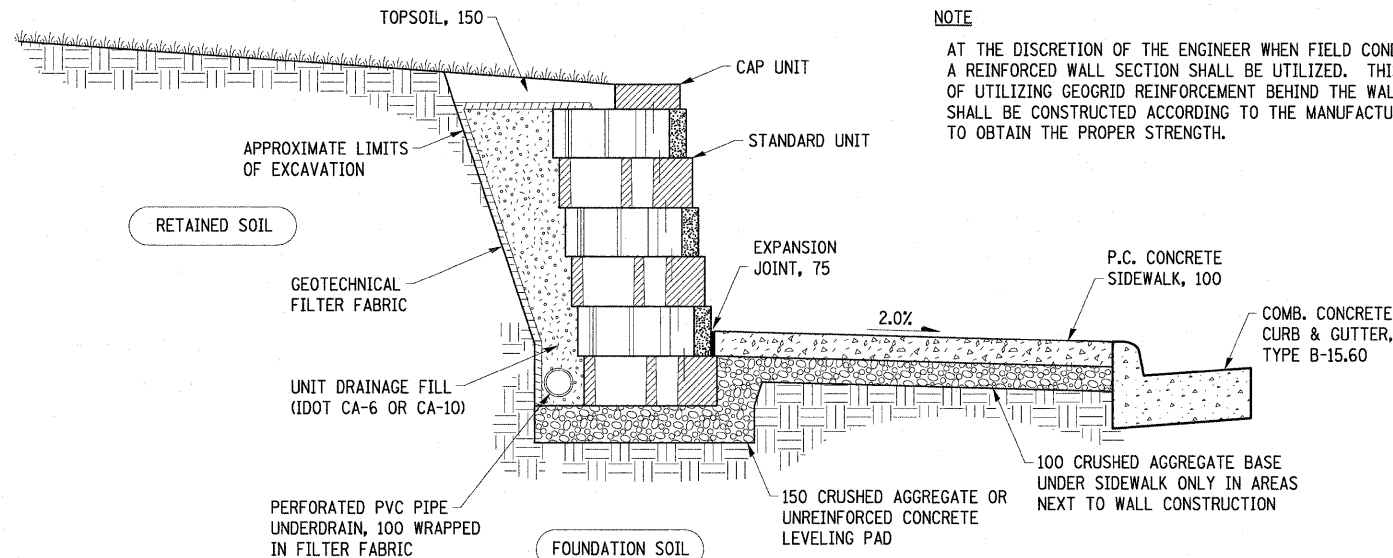 TOPSOIL, 150
CAP UNIT
STANDARD UNIT
APPROXIMATE LIMITS
OF EXCAVATION
RETAINED SOIL
GEOTECHNICAL
FILTER FABRIC
EXPANSION
JOINT, 75
P.C. CONCRETE
SIDEWALK, 100
2.0%
COMB. CONCRETE
CURB & GUTTER,
TYPE B-15.60
UNIT DRAINAGE FILL
(IDOT CA-6 OR CA-10)
PERFORATED PVC PIPE
UNDERDRAIN, 100 WRAPPED
IN FILTER FABRIC
FOUNDATION SOIL
150 CRUSHED AGGREGATE OR
UNREINFORCED CONCRETE
LEVELING PAD
100 CRUSHED AGGREGATE BASE
UNDER SIDEWALK ONLY IN AREAS
NEXT TO WALL CONSTRUCTION
NOTE
AT THE DISCRETION OF THE ENGINEER WHEN FIELD
A REINFORCED WALL SECTION SHALL BE UTILIZED.
OF UTILIZING GEOGRID REINFORCEMENT BEHIND THE
SHALL BE CONSTRUCTED ACCORDING TO THE
TO OBTAIN THE PROPER STRENGTH.